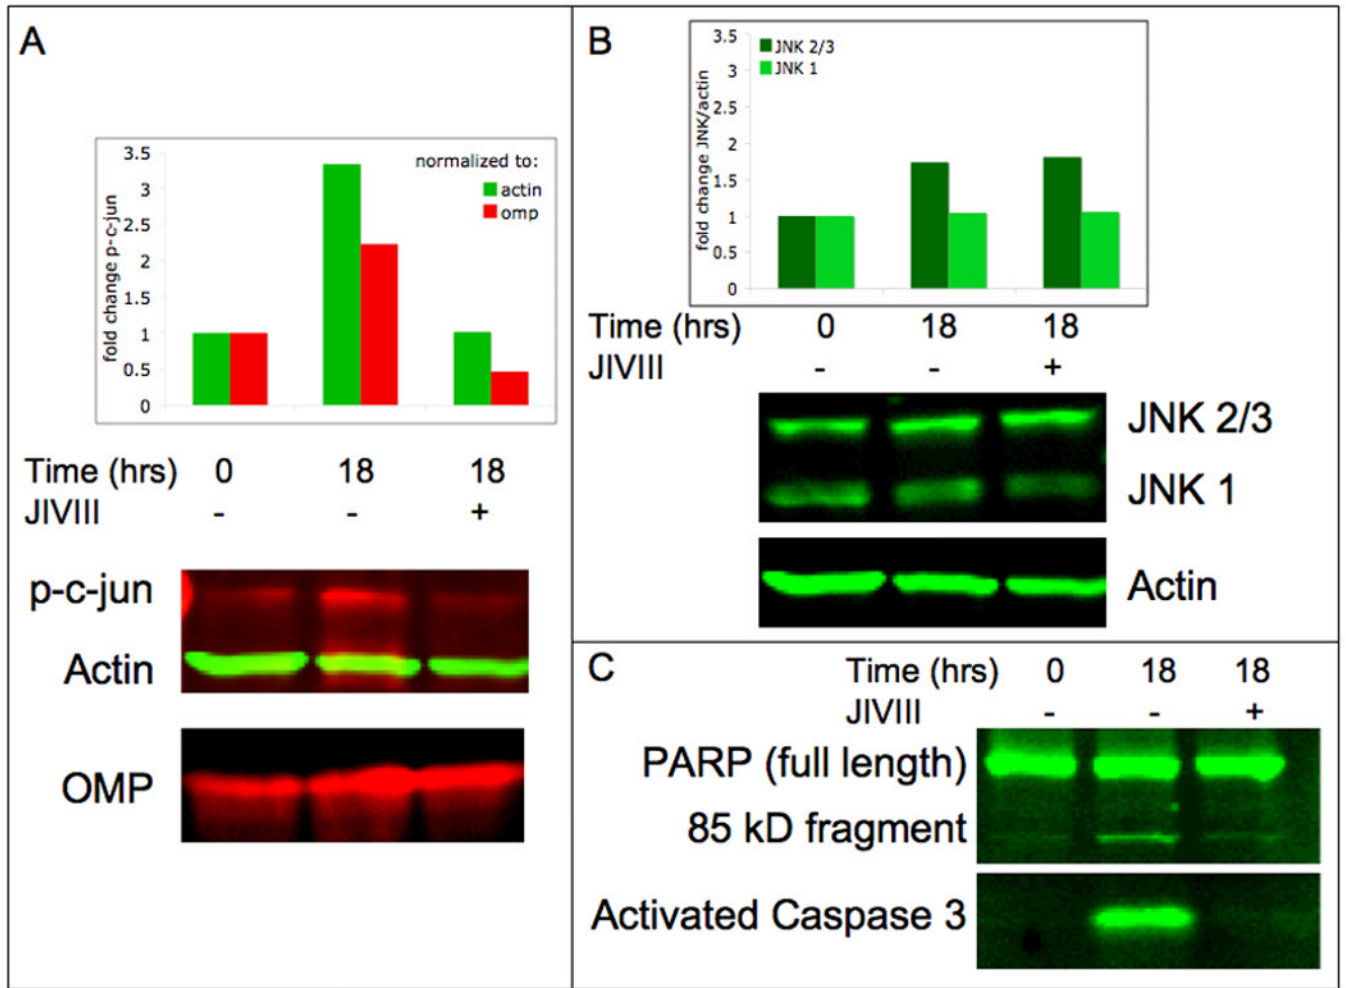 A
3.5
3
2.5
2
1.5
1
0.5
0
fold change p-c-jun
normalized to:
actin
omp
Time (hrs) 0 18 18
JIVIII - - +
p-c-jun
Actin
OMP
B
3.5
3
2.5
2
1.5
1
0.5
0
fold change JNK/actin
JNK 2/3
JNK 1
Time (hrs) 0 18 18
JIVIII - - +
JNK 2/3
JNK 1
Actin
C
Time (hrs) 0 18 18
JIVIII - - +
PARP (full length)
85 kD fragment
Activated Caspase 3